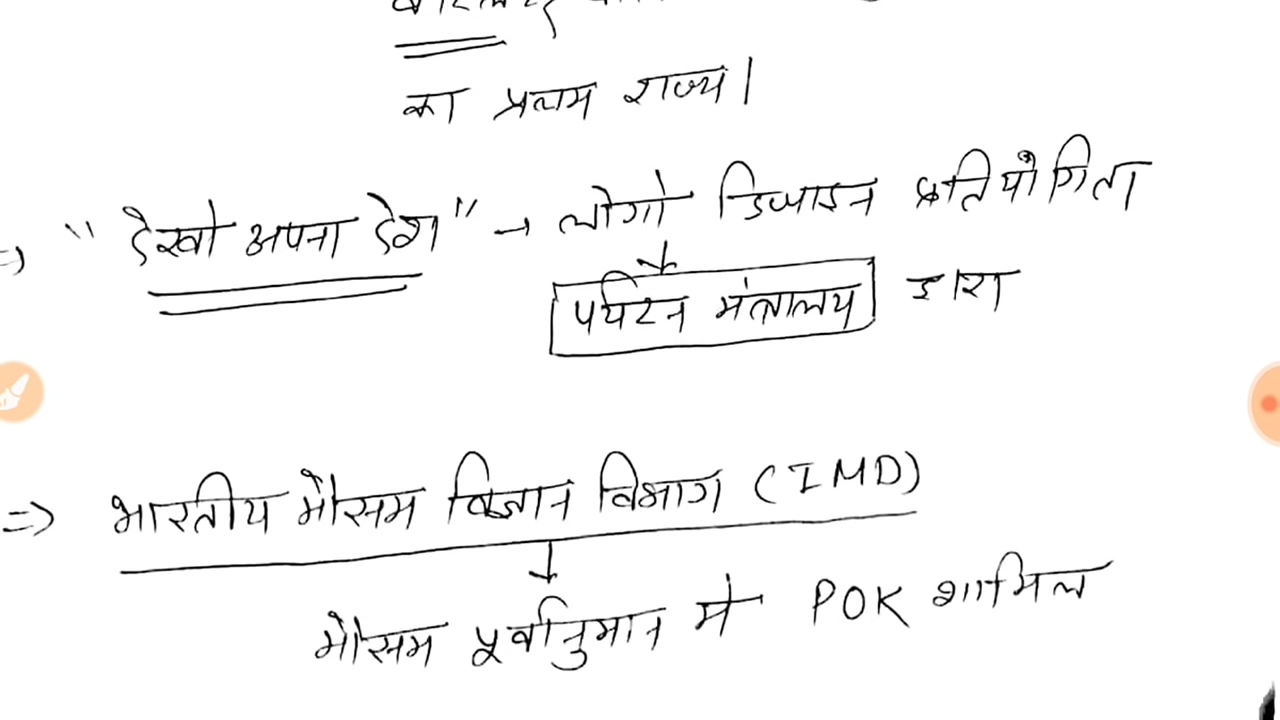 का प्रथम राज्य।
⇒ "देखो अपना देश" → लोगो डिजाइन प्रतियोगिता
↓
पर्यटन मंत्रालय द्वारा
⇒ भारतीय मौसम विज्ञान विभाग (IMD)
↓
मौसम पूर्वानुमान में POK शामिल